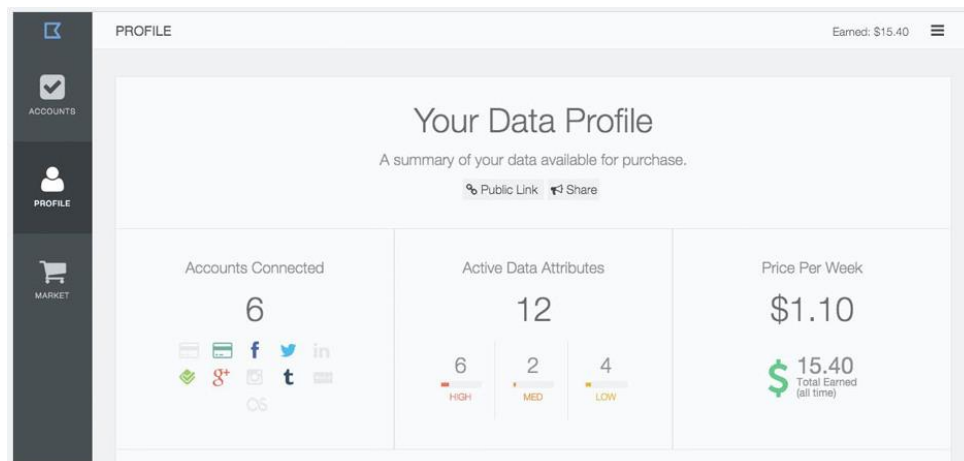 PROFILE
Earned: $15.40
ACCOUNTS
PROFILE
MARKET
Your Data Profile
A summary of your data available for purchase.
Public Link Share
Accounts Connected
6
f in
g+ t
Active Data Attributes
12
6 2 4
HIGH MED LOW
Price Per Week
$1.10
$ 15.40
Total Earned
(all time)